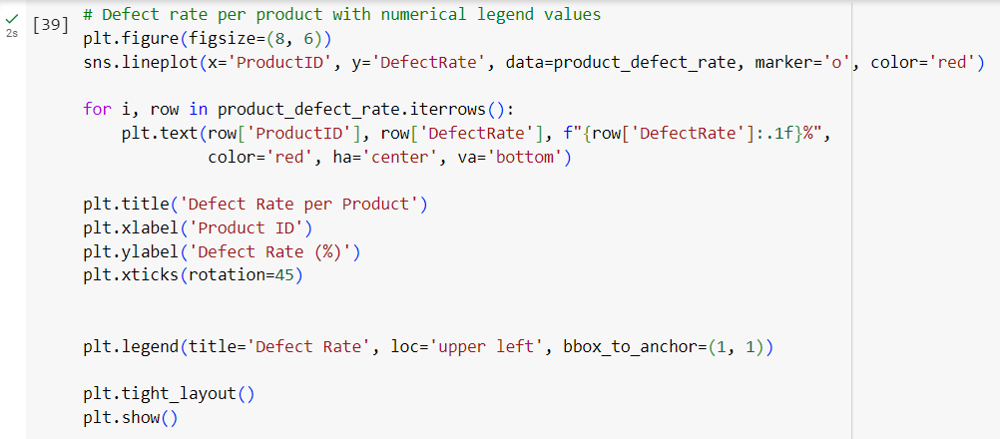 [39]
2s
# Defect rate per product with numerical legend values
plt.figure(figsize=(8, 6))
sns.lineplot(x='ProductID', y='DefectRate', data=product_defect_rate, marker='o', color='red')

for i, row in product_defect_rate.iterrows():
    plt.text(row['ProductID'], row['DefectRate'], f"{row['DefectRate']:.1f}%",
             color='red', ha='center', va='bottom')

plt.title('Defect Rate per Product')
plt.xlabel('Product ID')
plt.ylabel('Defect Rate (%)')
plt.xticks(rotation=45)


plt.legend(title='Defect Rate', loc='upper left', bbox_to_anchor=(1, 1))

plt.tight_layout()
plt.show()